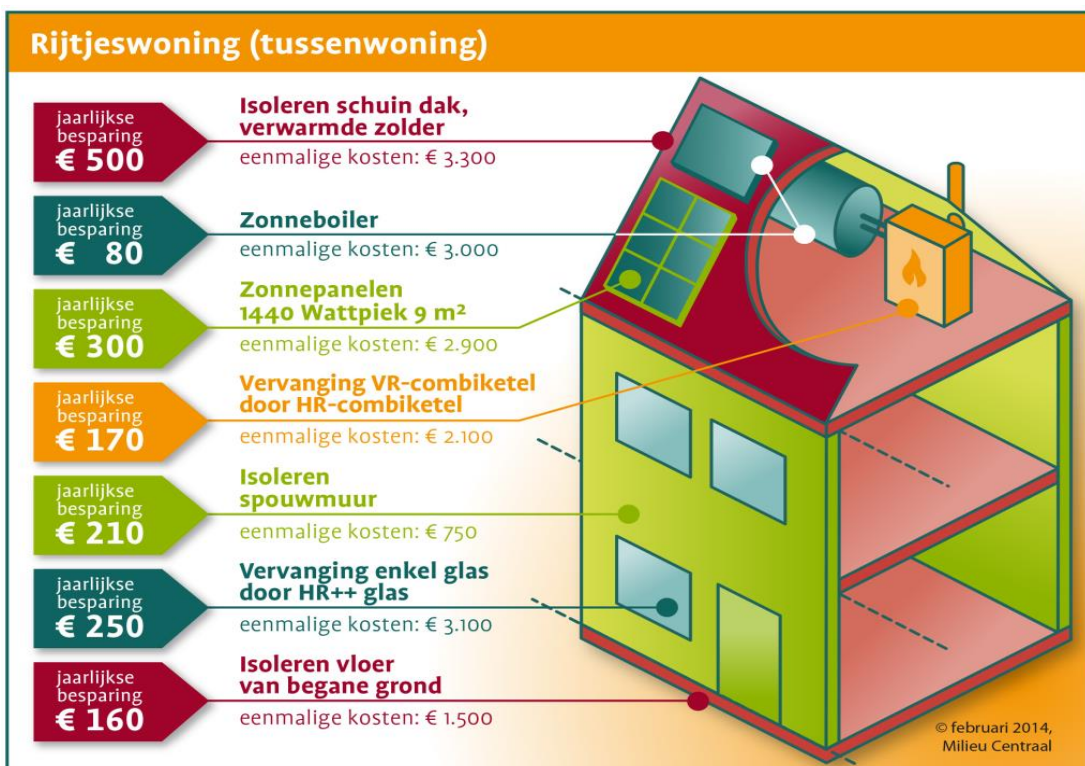 Rijtjeswoning (tussenwoning)
jaarlijkse
besparing
€ 500
Isoleren schuin dak,
verwarmde zolder
eenmalige kosten: € 3.300
jaarlijkse
besparing
€ 80
Zonneboiler
eenmalige kosten: € 3.000
jaarlijkse
besparing
€ 300
Zonnepanelen
1440 Wattpiek 9 m²
eenmalige kosten: € 2.900
jaarlijkse
besparing
€ 170
Vervanging VR-combiketel
door HR-combiketel
eenmalige kosten: € 2.100
jaarlijkse
besparing
€ 210
Isoleren
spouwmuur
eenmalige kosten: € 750
jaarlijkse
besparing
€ 250
Vervanging enkel glas
door HR++ glas
eenmalige kosten: € 3.100
jaarlijkse
besparing
€ 160
Isoleren vloer
van begane grond
eenmalige kosten: € 1.500
© februari 2014,
Milieu Centraal